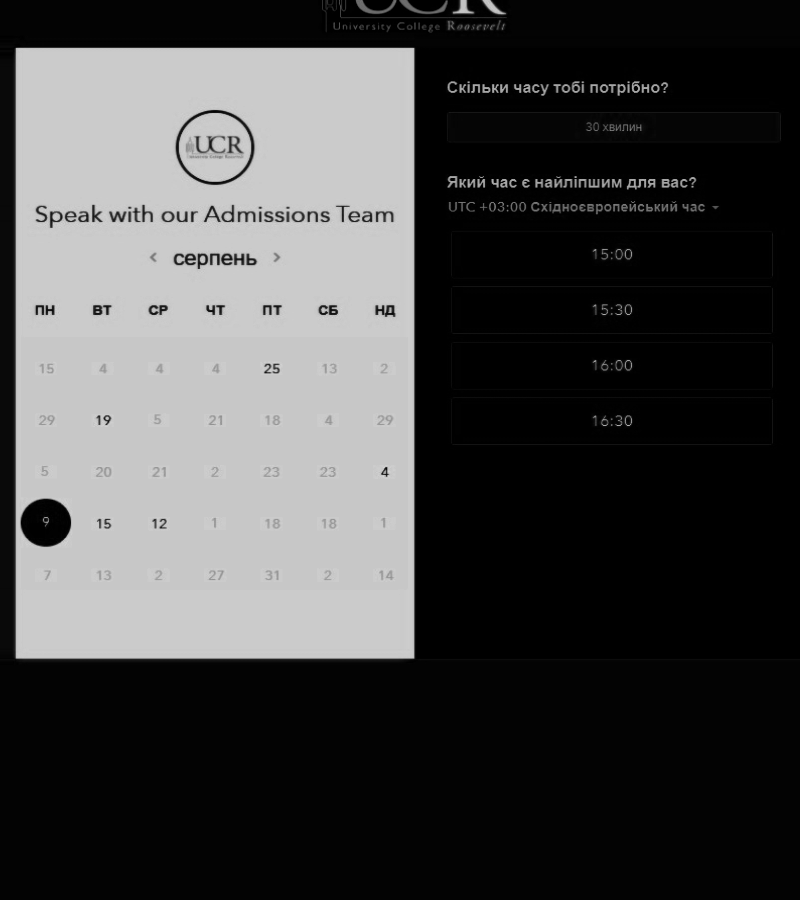 UCR
University College Roosevelt
UCR
Speak with our Admissions Team
серпень
ПН ВТ СР ЧТ ПТ СБ НД
15 4 4 4 25 13 2
29 19 5 21 18 4 29
5 20 21 2 23 23 4
9 15 12 1 18 18 1
7 13 2 27 31 2 14
Скільки часу тобі потрібно?
30 хвилин
Який час є найліпшим для вас?
UTC +03:00 Східноєвропейський час
15:00
15:30
16:00
16:30